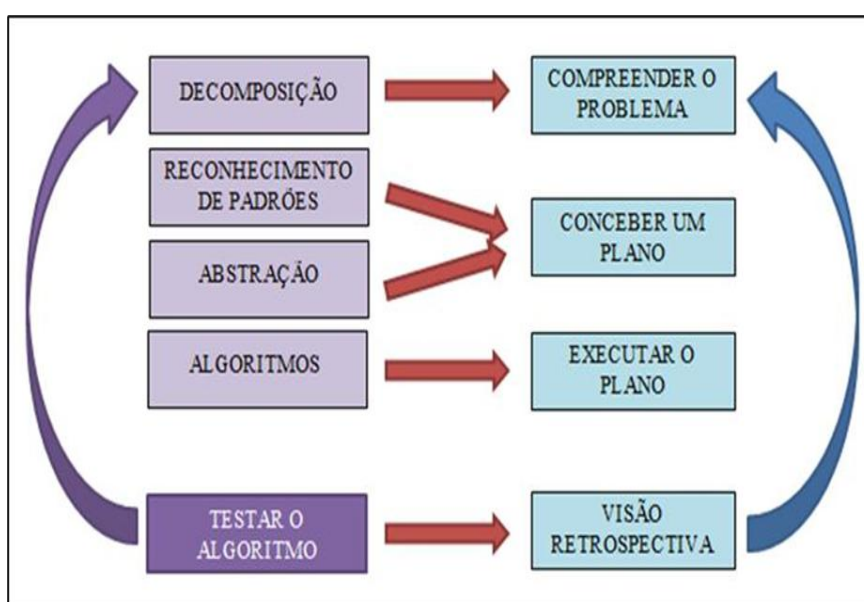 DECOMPOSIÇÃO
COMPREENDER O
PROBLEMA
RECONHECIMENTO
DE PADRÕES
CONCEBER UM
PLANO
ABSTRAÇÃO
ALGORITMOS
EXECUTAR O
PLANO
TESTAR O
ALGORITMO
VISÃO
RETROSPECTIVA